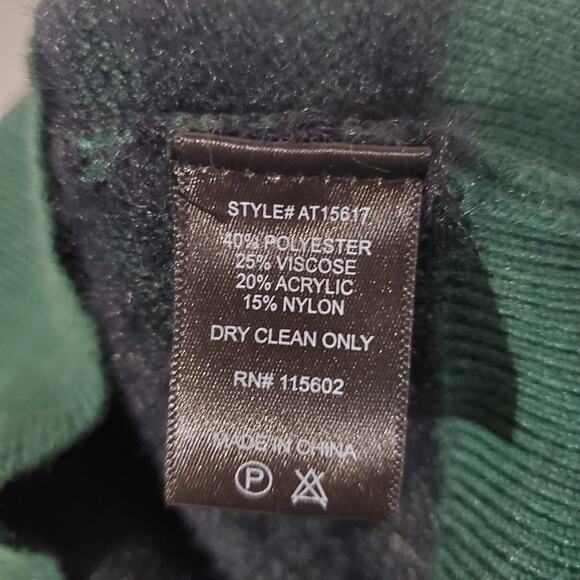 STYLE# AT15617
40% POLYESTER
25% VISCOSE
20% ACRYLIC
15% NYLON
DRY CLEAN ONLY
RN# 115602
MADE IN CHINA
P